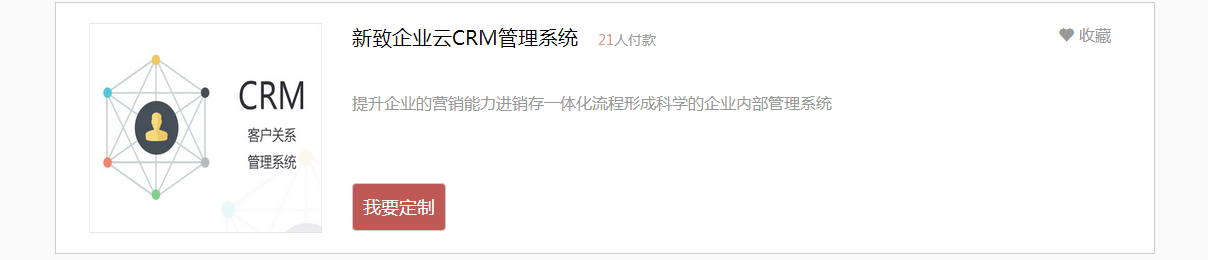 新致企业云CRM管理系统 21人付款
收藏
CRM
客户关系
管理系统
提升企业的营销能力进销存一体化流程形成科学的企业内部管理系统
我要定制